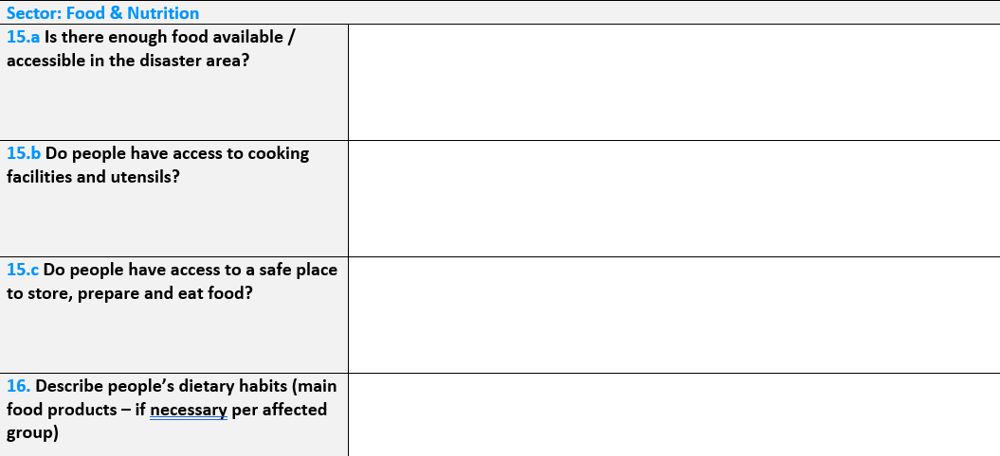 Sector: Food & Nutrition
15.a Is there enough food available /
accessible in the disaster area?
15.b Do people have access to cooking
facilities and utensils?
15.c Do people have access to a safe place
to store, prepare and eat food?
16. Describe people’s dietary habits (main
food products – if necessary per affected
group)